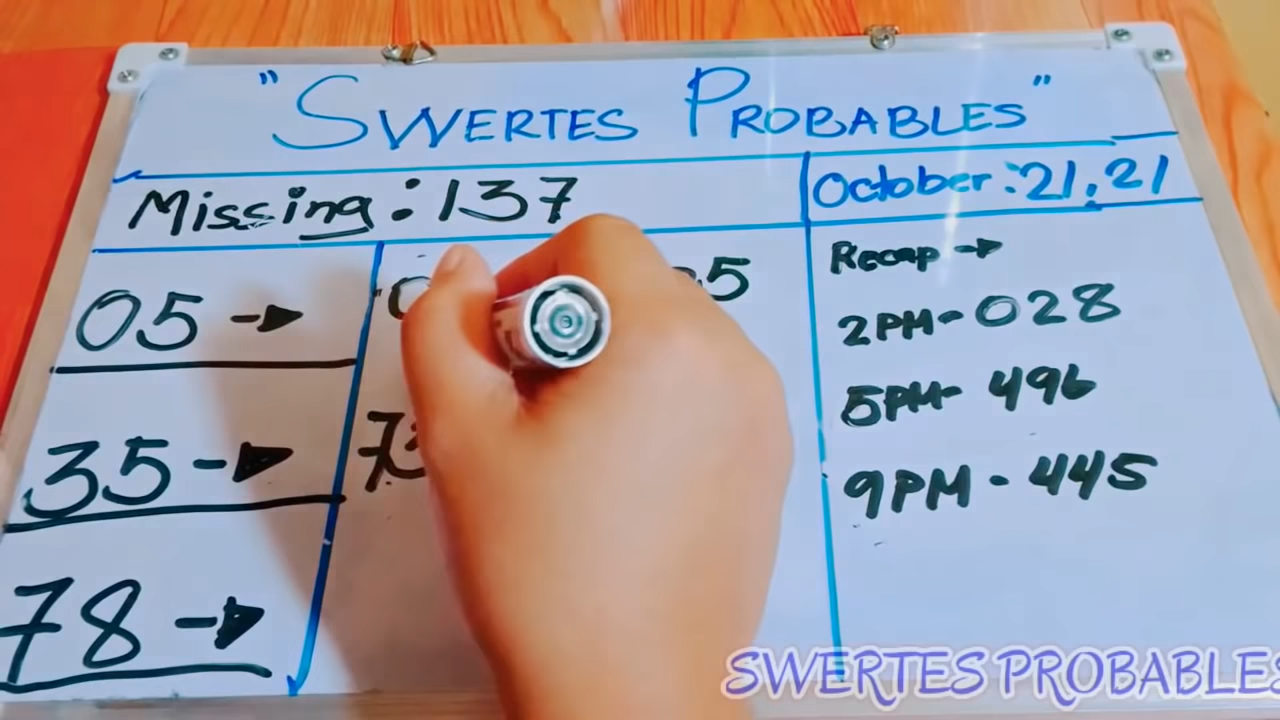 " SWERTES PROBABLES "
Missing : 137
October : 21, 21
05 →
35 →
78 →
Recap →
2PM - 028
5PM - 496
9PM - 445
SWERTES PROBABLES